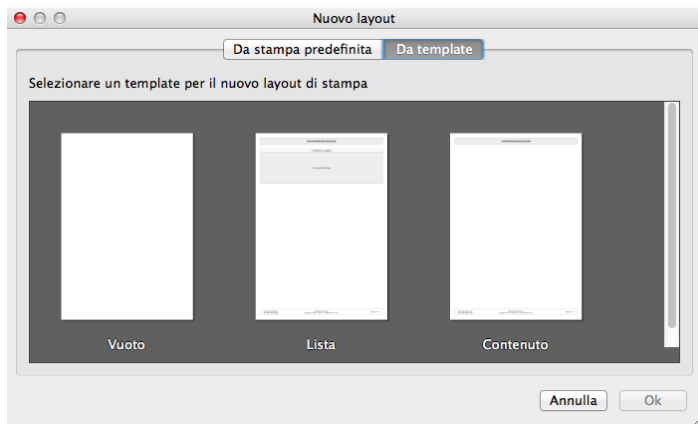 Nuovo layout
Da stampa predefinita
Da template
Selezionare un template per il nuovo layout di stampa
Vuoto
Lista
Contenuto
Annulla
Ok